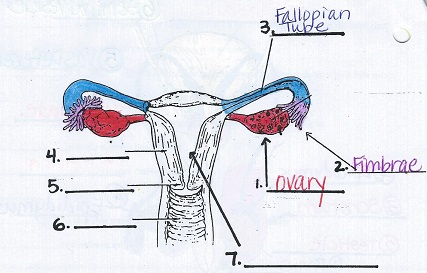 3. Fallopian
Tube
4.
2. Fimbrae
5.
1. Ovary
6.
7.